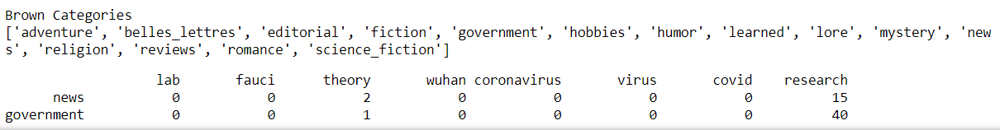 Brown Categories
['adventure', 'belles_lettres', 'editorial', 'fiction', 'government', 'hobbies', 'humor', 'learned', 'lore', 'mystery', 'new
s', 'religion', 'reviews', 'romance', 'science_fiction']
lab fauci theory wuhan coronavirus virus covid research
news 0 0 2 0 0 0 0 15
government 0 0 1 0 0 0 0 40